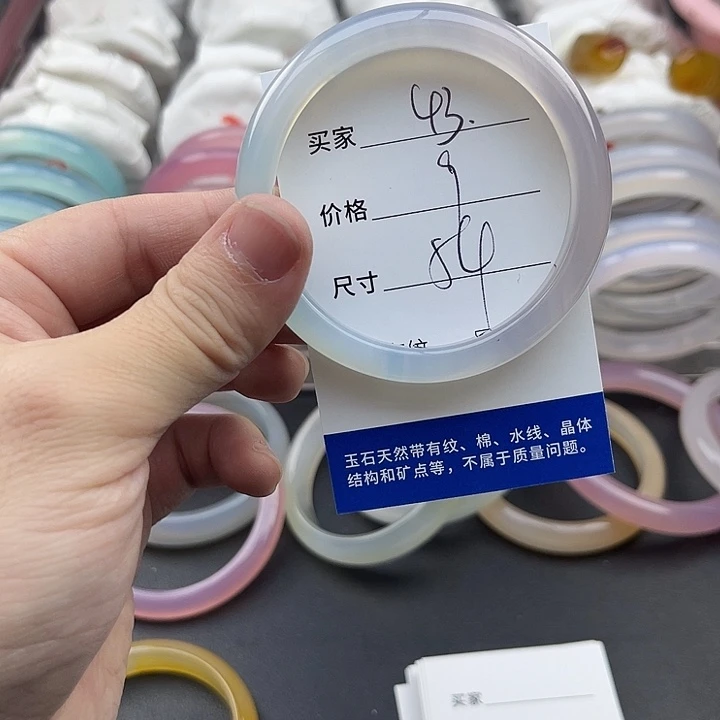 买家 43.
价格 9
尺寸 54
玉石天然带有纹、棉、水线、晶体
结构和矿点等，不属于质量问题。
买家